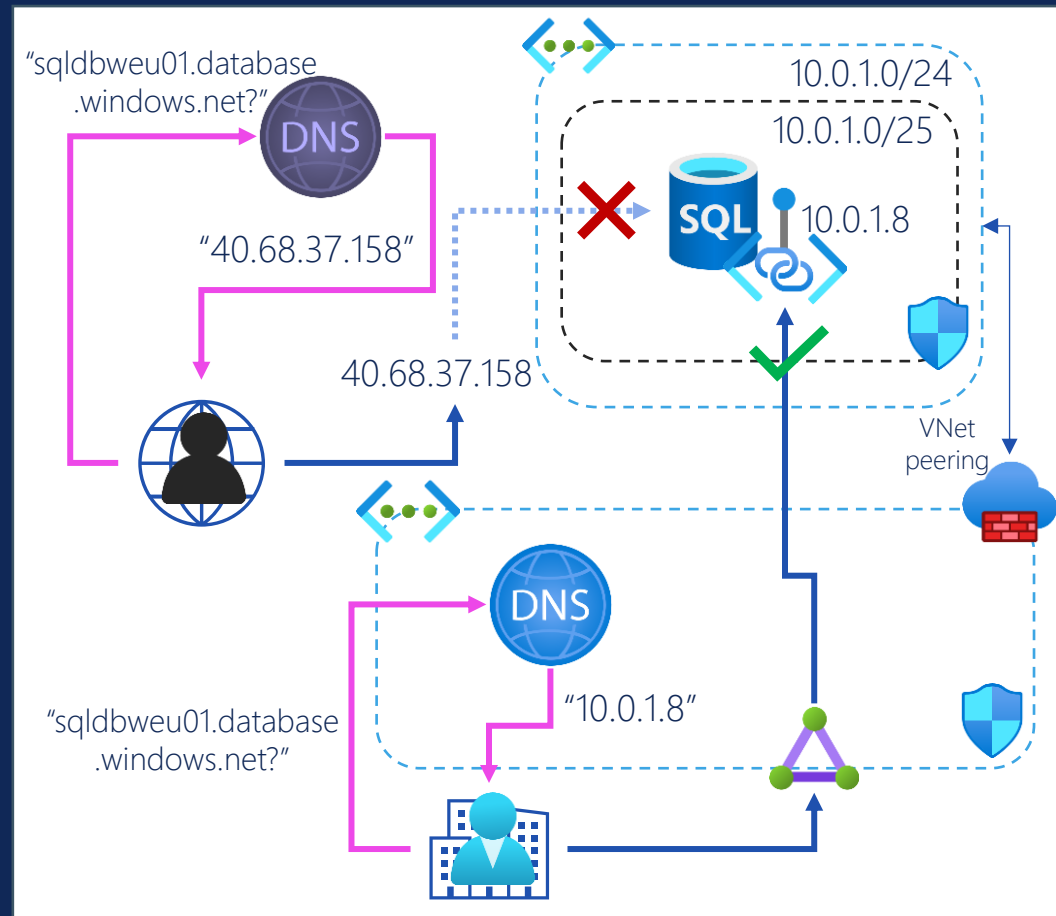 “sqldbweu01.database
.windows.net?”
DNS
“40.68.37.158”
10.0.1.0/24
10.0.1.0/25
SQL
10.0.1.8
40.68.37.158
VNet
peering
DNS
“10.0.1.8”
“sqldbweu01.database
.windows.net?”